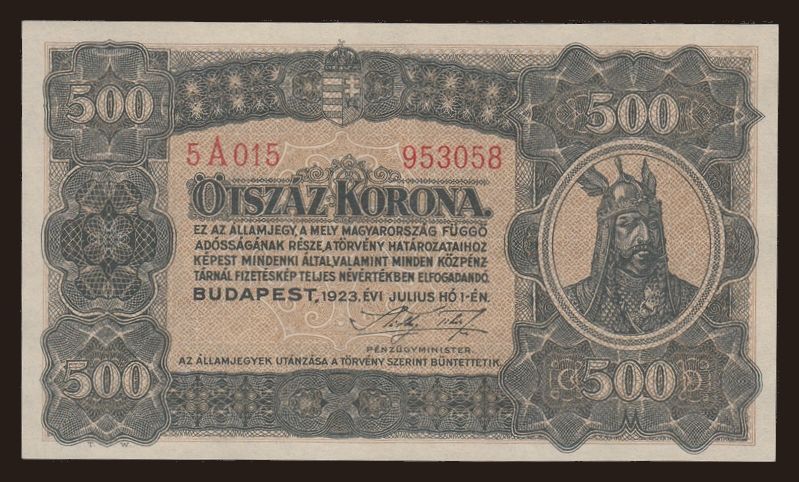 500 500
5A015 953058
ÖTSZÁZ KORONA.
EZ AZ ÁLLAMJEGY, A MELY MAGYARORSZÁG FÜGGŐ
ADÓSSÁGÁNAK RÉSZE, A TÖRVÉNY HATÁROZATAIHOZ
KÉPEST MINDENKI ÁLTAL, VALAMINT MINDEN KÖZPÉNZ-
TÁRNÁL FIZETÉSKÉP TELJES NÉVÉRTÉKBEN ELFOGADANDÓ.
BUDAPEST, 1923. ÉVI JULIUS HÓ 1-ÉN.
PÉNZÜGYMINISTER
AZ ÁLLAMJEGYEK UTÁNZÁSA A TÖRVÉNY SZERINT BÜNTETTETIK.
500 500
T. W.